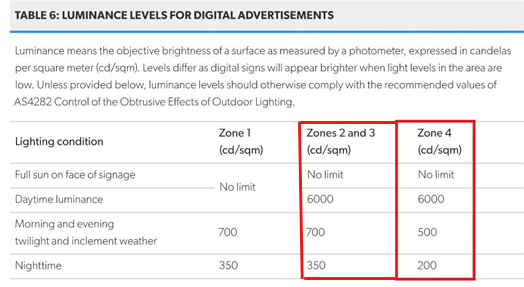 TABLE 6: LUMINANCE LEVELS FOR DIGITAL ADVERTISEMENTS
Luminance means the objective brightness of a surface as measured by a photometer, expressed in candelas
per square meter (cd/sqm). Levels differ as digital signs will appear brighter when light levels in the area are
low. Unless provided below, luminance levels should otherwise comply with the recommended values of
AS4282 Control of the Obtrusive Effects of Outdoor Lighting.
Lighting condition Zone 1 (cd/sqm) Zones 2 and 3 (cd/sqm) Zone 4 (cd/sqm)
Full sun on face of signage No limit No limit No limit
Daytime luminance 6000 6000
Morning and evening
twilight and inclement weather 700 700 500
Nighttime 350 350 200